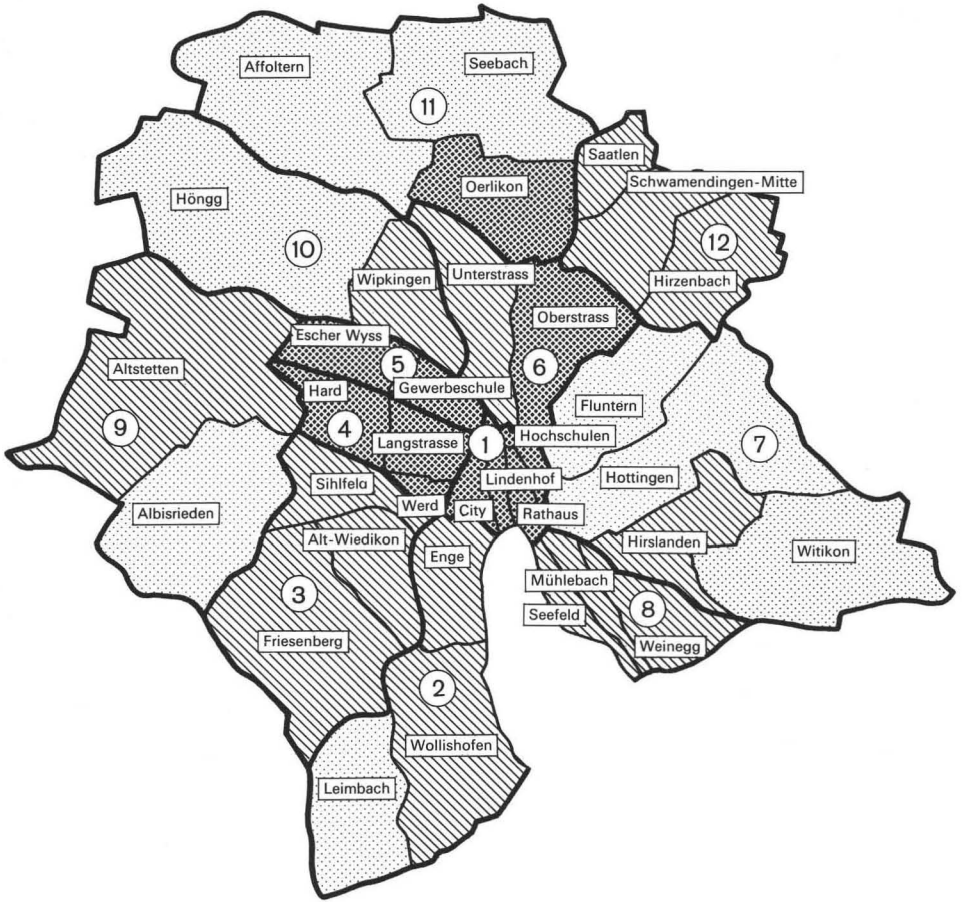 Affoltern
Seebach
11
Saatlen
Oerlikon
Schwamendingen-Mitte
Höngg
10
12
Wipkingen
Unterstrass
Hirzenbach
Oberstrass
Escher Wyss
5
6
Altstetten
Hard
Gewerbeschule
Fluntern
9
4
Langstrasse
1
Hochschulen
7
Sihlfeld
Lindenhof
Hottingen
Albisrieden
Werd
City
Rathaus
Alt-Wiedikon
Enge
Hirslanden
Witikon
3
Mühlebach
8
Seefeld
Friesenberg
Weinegg
2
Wollishofen
Leimbach